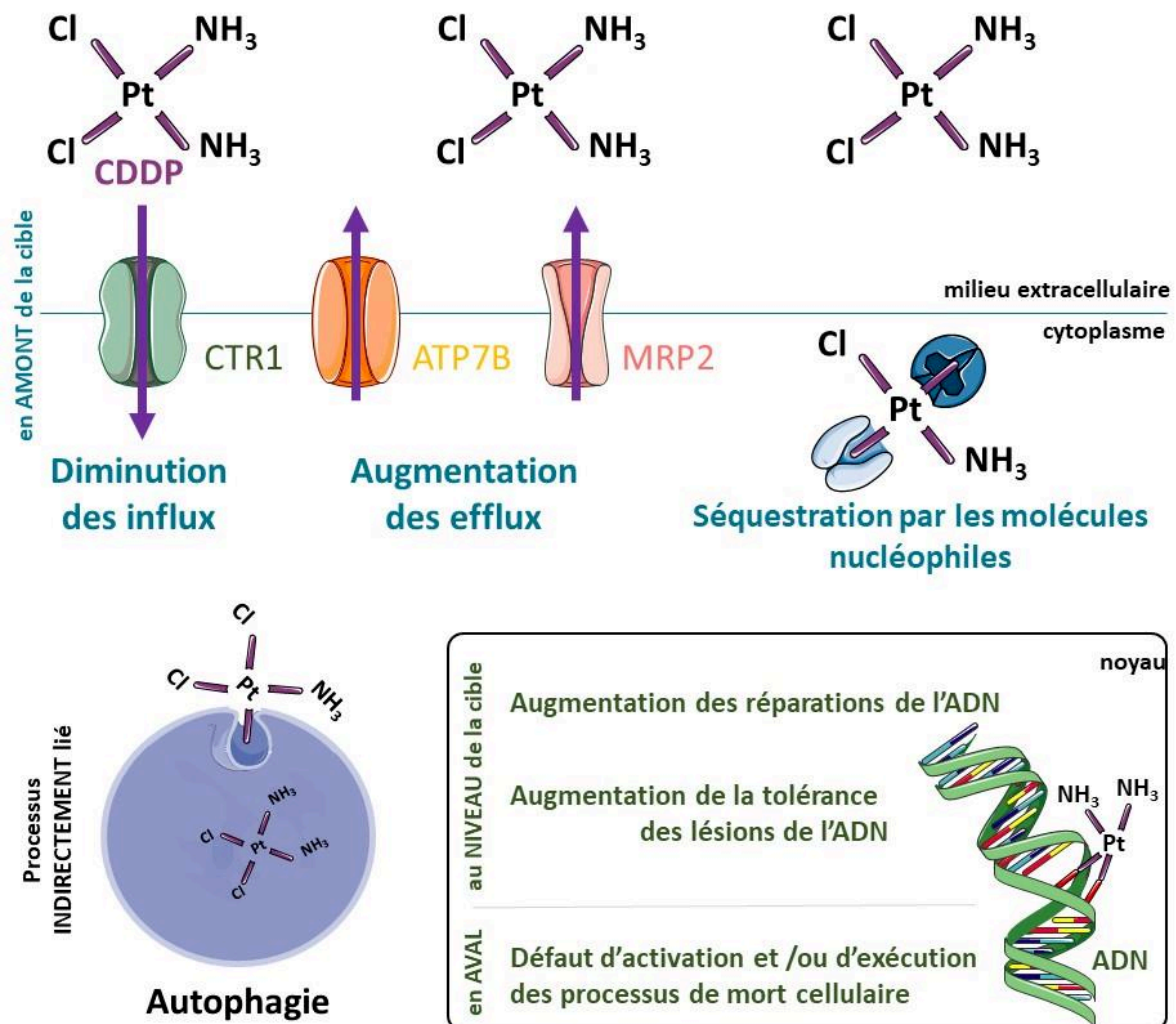 Cl
NH3
Pt
Cl
NH3
CDDP
Cl
NH3
Pt
Cl
NH3
Cl
NH3
Pt
Cl
NH3
en AMONT de la cible
milieu extracellulaire
cytoplasme
CTR1
ATP7B
MRP2
Cl
Pt
NH3
Diminution
des influx
Augmentation
des efflux
Séquestration par les molécules
nucléophiles
Processus
INDIRECTEMENT lié
Cl
Cl
Pt
NH3
NH3
NH3
Cl
Pt
NH3
Cl
Autophagie
noyau
au NIVEAU de la cible
Augmentation des réparations de l’ADN
Augmentation de la tolérance
des lésions de l’ADN
NH3
NH3
Pt
ADN
en AVAL
Défaut d’activation et /ou d’exécution
des processus de mort cellulaire